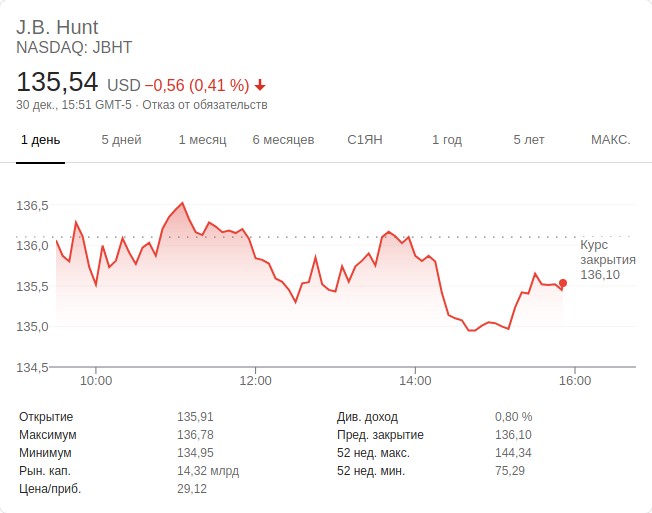 J.B. Hunt
NASDAQ: JBHT
135,54 USD −0,56 (0,41 %)
30 дек., 15:51 GMT-5 · Отказ от обязательств
1 день 5 дней 1 месяц 6 месяцев С1ЯН 1 год 5 лет МАКС.
136,5
136,0
135,5
135,0
134,5
Курс
закрытия
136,10
10:00 12:00 14:00 16:00
Открытие 135,91 Див. доход 0,80 %
Максимум 136,78 Пред. закрытие 136,10
Минимум 134,95 52 нед. макс. 144,34
Рын. кап. 14,32 млрд 52 нед. мин. 75,29
Цена/приб. 29,12